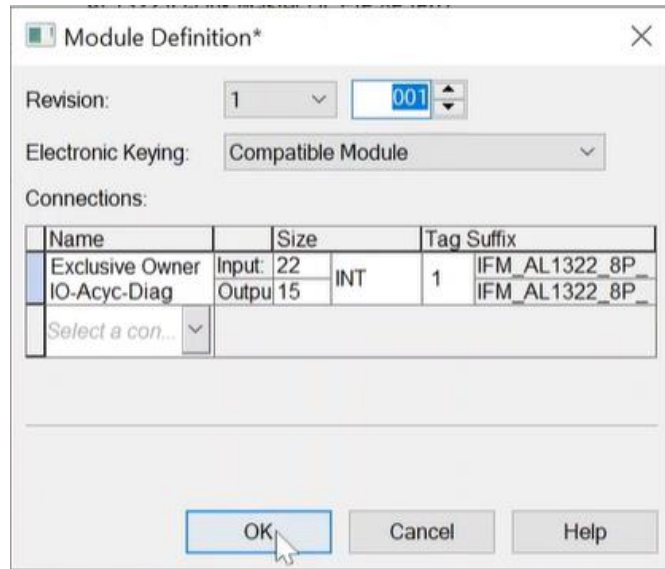 Module Definition*
Revision: 1 001
Electronic Keying: Compatible Module
Connections:
Name Size Tag Suffix
Exclusive Owner Input: 22 INT 1 IFM_AL1322_8P_
IO-Acyc-Diag Outpu 15 IFM_AL1322_8P_
Select a con...
OK Cancel Help